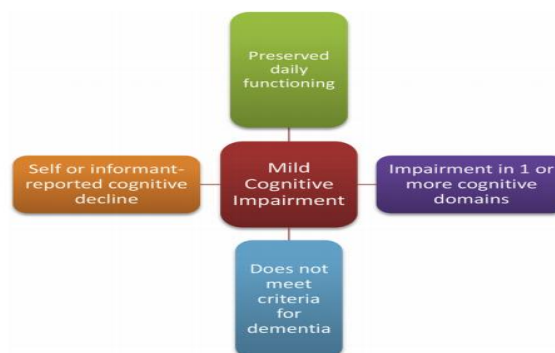 Preserved
daily
functioning
Self or informant-
reported cognitive
decline
Mild
Cognitive
Impairment
Impairment in 1 or
more cognitive
domains
Does not
meet
criteria
for
dementia